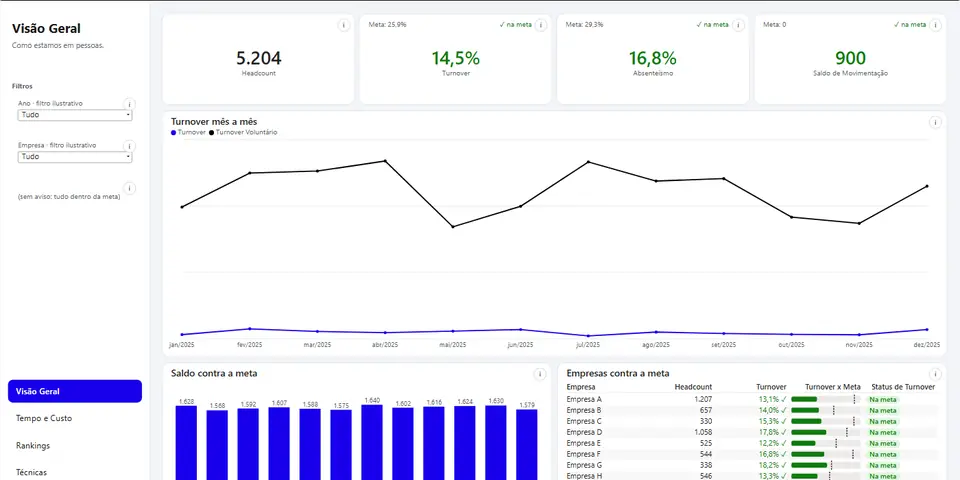 Visão Geral
Como estamos em pessoas.
Filtros
Ano - filtro ilustrativo
i
Tudo
Empresa - filtro ilustrativo
i
Tudo
i
(sem aviso: tudo dentro da meta)
Visão Geral
Tempo e Custo
Rankings
Técnicas
i
5.204
Headcount
Meta: 25,9% ✓ na meta i
14,5%
Turnover
Meta: 29,3% ✓ na meta i
16,8%
Absenteísmo
Meta: 0 ✓ na meta i
900
Saldo de Movimentação
Turnover mês a mês
i
Turnover Turnover Voluntário
jan/2025 fev/2025 mar/2025 abr/2025 mai/2025 jun/2025 jul/2025 ago/2025 set/2025 out/2025 nov/2025 dez/2025
Saldo contra a meta
i
1.628 1.568 1.592 1.607 1.588 1.575 1.640 1.602 1.616 1.624 1.630 1.579
Empresas contra a meta
i
Empresa Headcount Turnover Turnover x Meta Status de Turnover
Empresa A 1.207 13,1% ✓ Na meta
Empresa B 657 14,0% ✓ Na meta
Empresa C 330 15,3% ✓ Na meta
Empresa D 1.058 17,8% ✓ Na meta
Empresa E 525 12,2% ✓ Na meta
Empresa F 544 16,8% ✓ Na meta
Empresa G 338 18,2% ✓ Na meta
Empresa H 546 13,3% ✓ Na meta